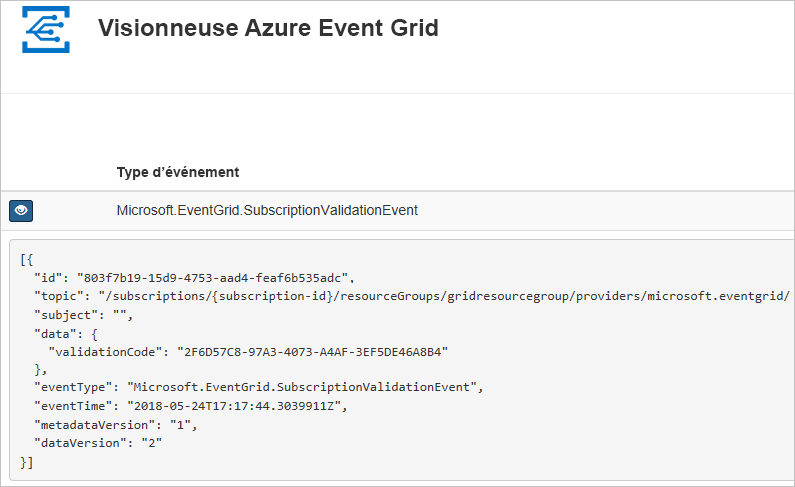 Visionneuse Azure Event Grid
Type d’événement
Microsoft.EventGrid.SubscriptionValidationEvent
[{
"id": "803f7b19-15d9-4753-aad4-feaf6b535adc",
"topic": "/subscriptions/{subscription-id}/resourceGroups/gridresourcegroup/providers/microsoft.eventgrid/
"subject": "",
"data": {
"validationCode": "2F6D57C8-97A3-4073-A4AF-3EF5DE46A8B4"
},
"eventType": "Microsoft.EventGrid.SubscriptionValidationEvent",
"eventTime": "2018-05-24T17:17:44.3039911Z",
"metadataVersion": "1",
"dataVersion": "2"
}]